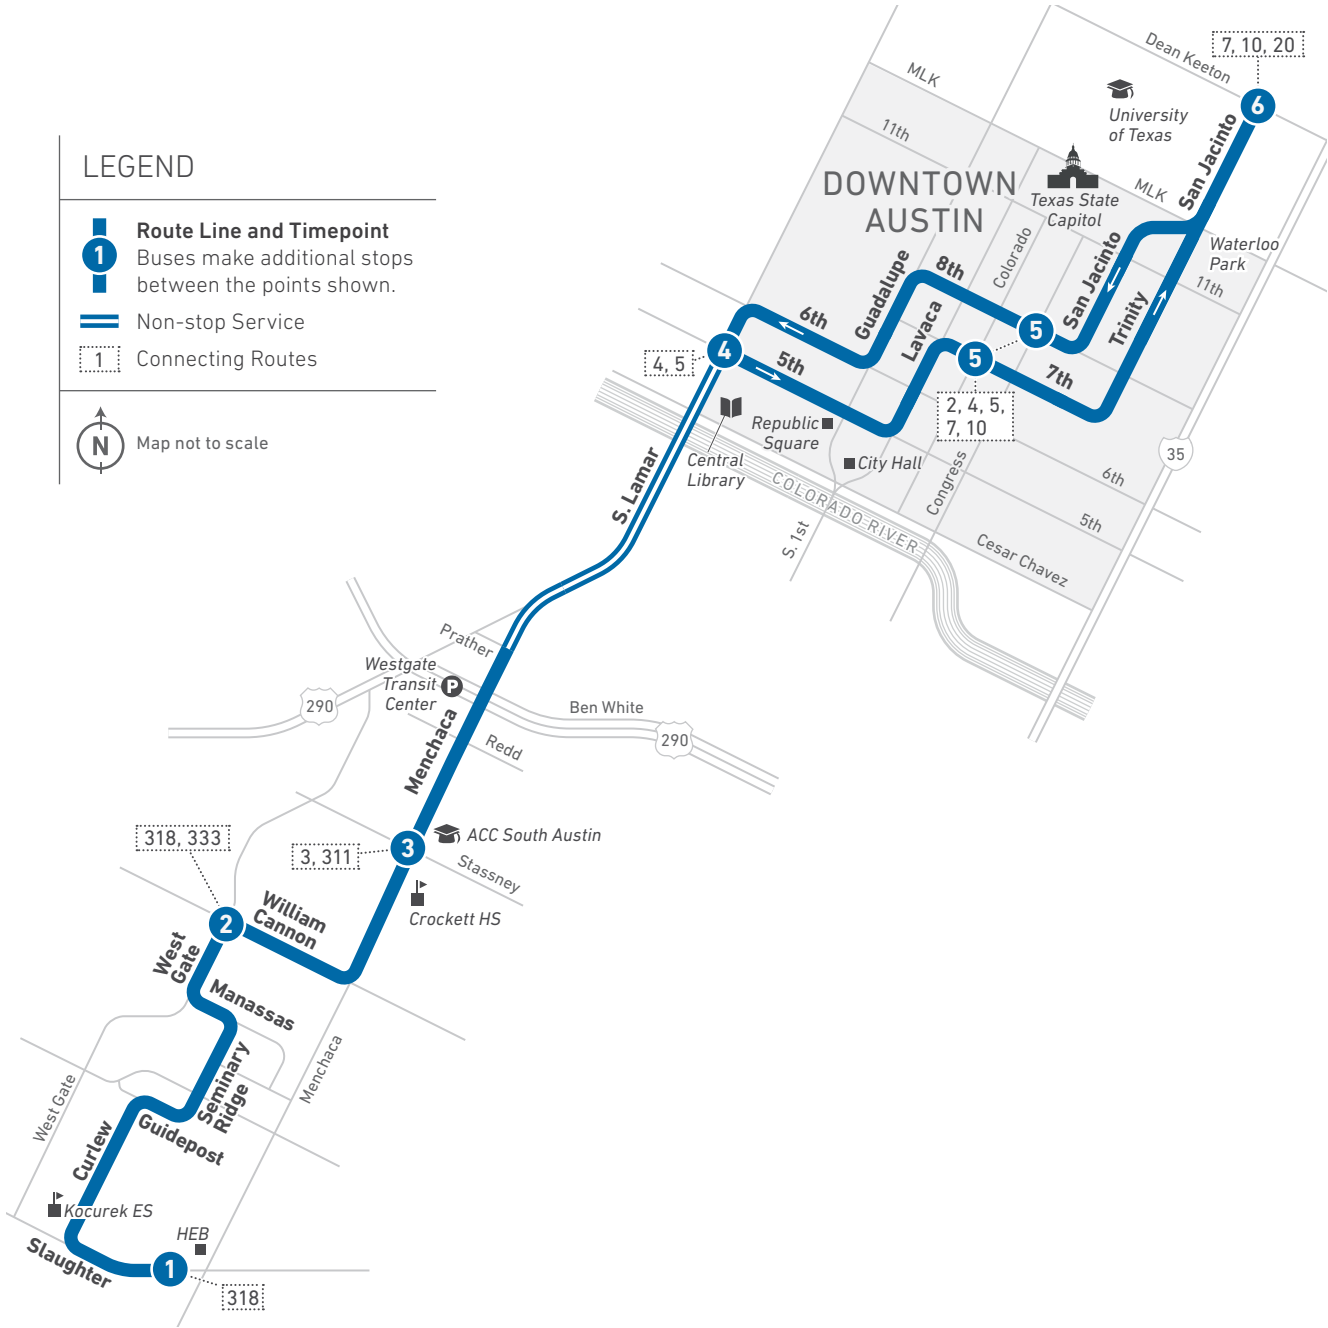 LEGEND
1
Route Line and Timepoint
Buses make additional stops
between the points shown.
Non-stop Service
1
Connecting Routes
N
Map not to scale
7, 10, 20
Dean Keeton
6
MLK
University
of Texas
11th
San Jacinto
DOWNTOWN
AUSTIN
Texas State
Capitol
MLK
Waterloo
Park
Colorado
San Jacinto
11th
Guadalupe
8th
Lavaca
Trinity
6th
5
4
4, 5
5th
5
7th
2, 4, 5,
7, 10
Republic
Square
Central
Library
City Hall
35
S. Lamar
COLORADO RIVER
Congress
6th
5th
S. 1st
Cesar Chavez
Prather
Westgate
Transit
Center
P
290
Ben White
290
Redd
Menchaca
318, 333
3, 311
3
ACC South Austin
Stassney
Crockett HS
William
Cannon
2
West
Gate
Manassas
Menchaca
Seminary
Ridge
West Gate
Guidepost
Curlew
Kocurek ES
HEB
Slaughter
1
318